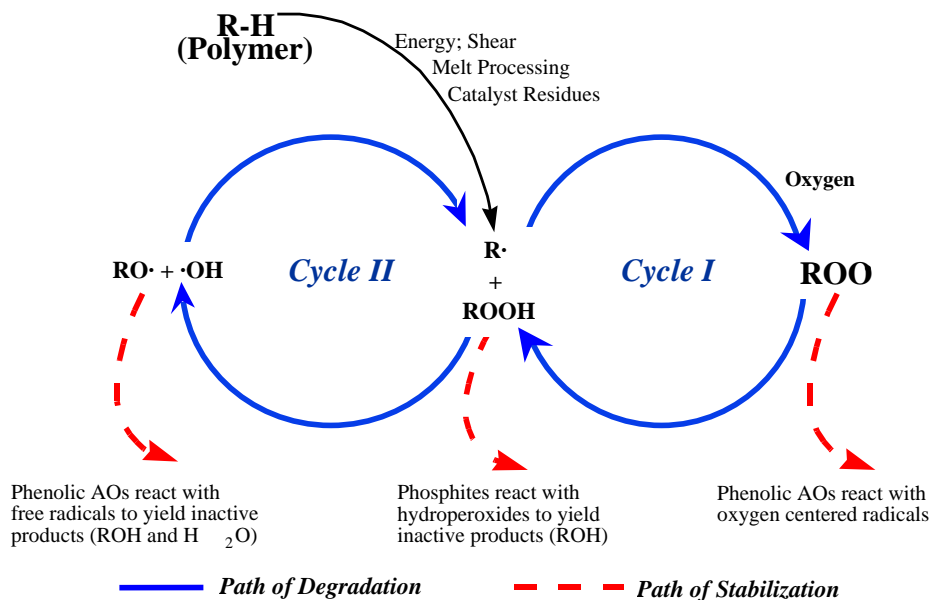 R-H
(Polymer)
Energy; Shear
Melt Processing
Catalyst Residues
Oxygen
RO· + ·OH
Cycle II
R·
+
ROOH
Cycle I
ROO
Phenolic AOs react with
free radicals to yield inactive
products (ROH and H 2O)
Phosphites react with
hydroperoxides to yield
inactive products (ROH)
Phenolic AOs react with
oxygen centered radicals
Path of Degradation
Path of Stabilization